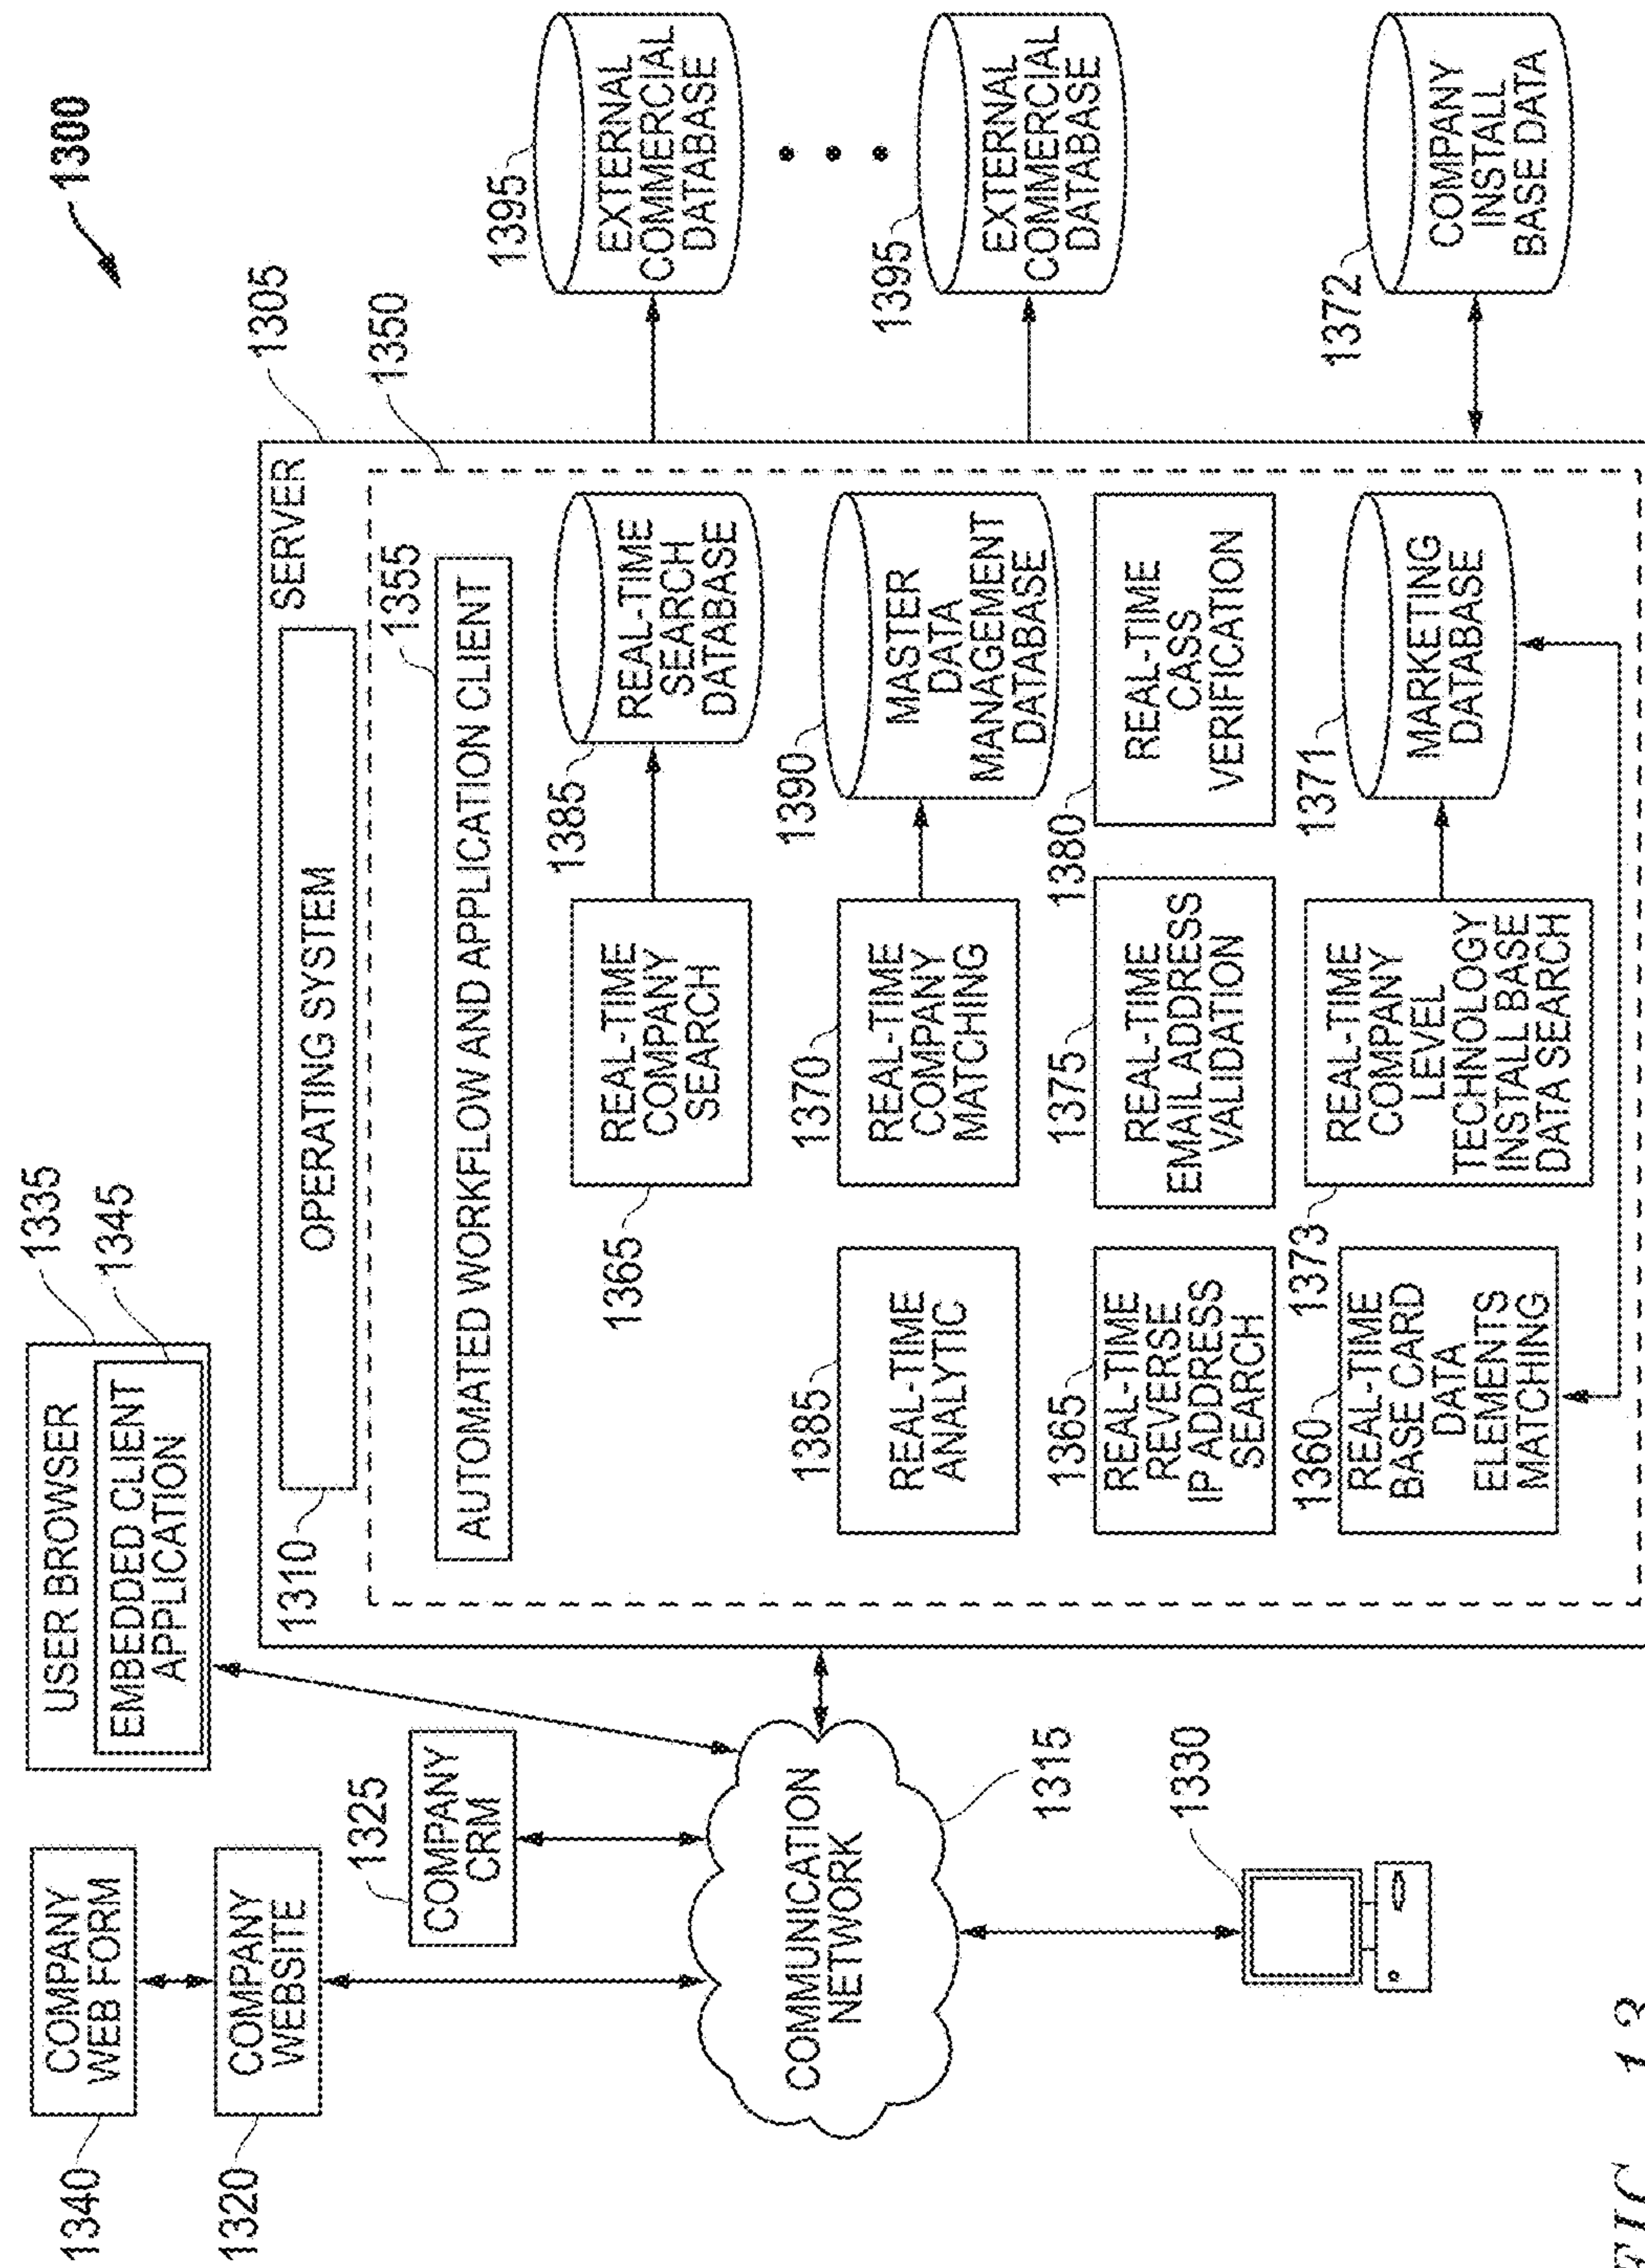 1300
1340
COMPANY
WEB FORM
1320
COMPANY
WEBSITE
1325
COMPANY
CRM
USER BROWSER
1335
EMBEDDED CLIENT
APPLICATION
1345
COMMUNICATION
NETWORK
1315
1330
SERVER
1305
1310
OPERATING SYSTEM
1350
1355
AUTOMATED WORKFLOW AND APPLICATION CLIENT
1365
REAL-TIME
COMPANY
SEARCH
1385
REAL-TIME
SEARCH
DATABASE
1385
REAL-TIME
ANALYTIC
1370
REAL-TIME
COMPANY
MATCHING
1390
MASTER
DATA
MANAGEMENT
DATABASE
1365
REAL-TIME
REVERSE
IP ADDRESS
SEARCH
1375
REAL-TIME
EMAIL ADDRESS
VALIDATION
1380
REAL-TIME
CASS
VERIFICATION
1360
REAL-TIME
BASE CARD
DATA
ELEMENTS
MATCHING
1373
REAL-TIME
COMPANY
LEVEL
TECHNOLOGY
INSTALL BASE
DATA SEARCH
1371
MARKETING
DATABASE
1395
EXTERNAL
COMMERCIAL
DATABASE
1395
EXTERNAL
COMMERCIAL
DATABASE
1372
COMPANY
INSTALL
BASE DATA
FIG. 13